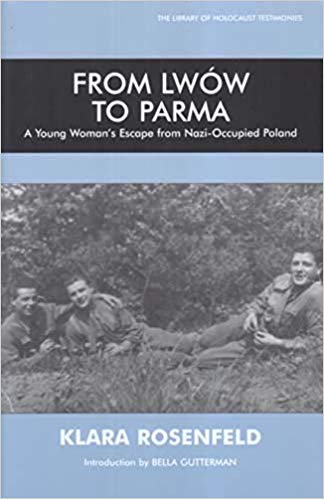 THE LIBRARY OF HOLOCAUST TESTIMONIES
FROM LWÓW
TO PARMA
A Young Woman's Escape from Nazi-Occupied Poland
KLARA ROSENFELD
Introduction by BELLA GUTTERMAN